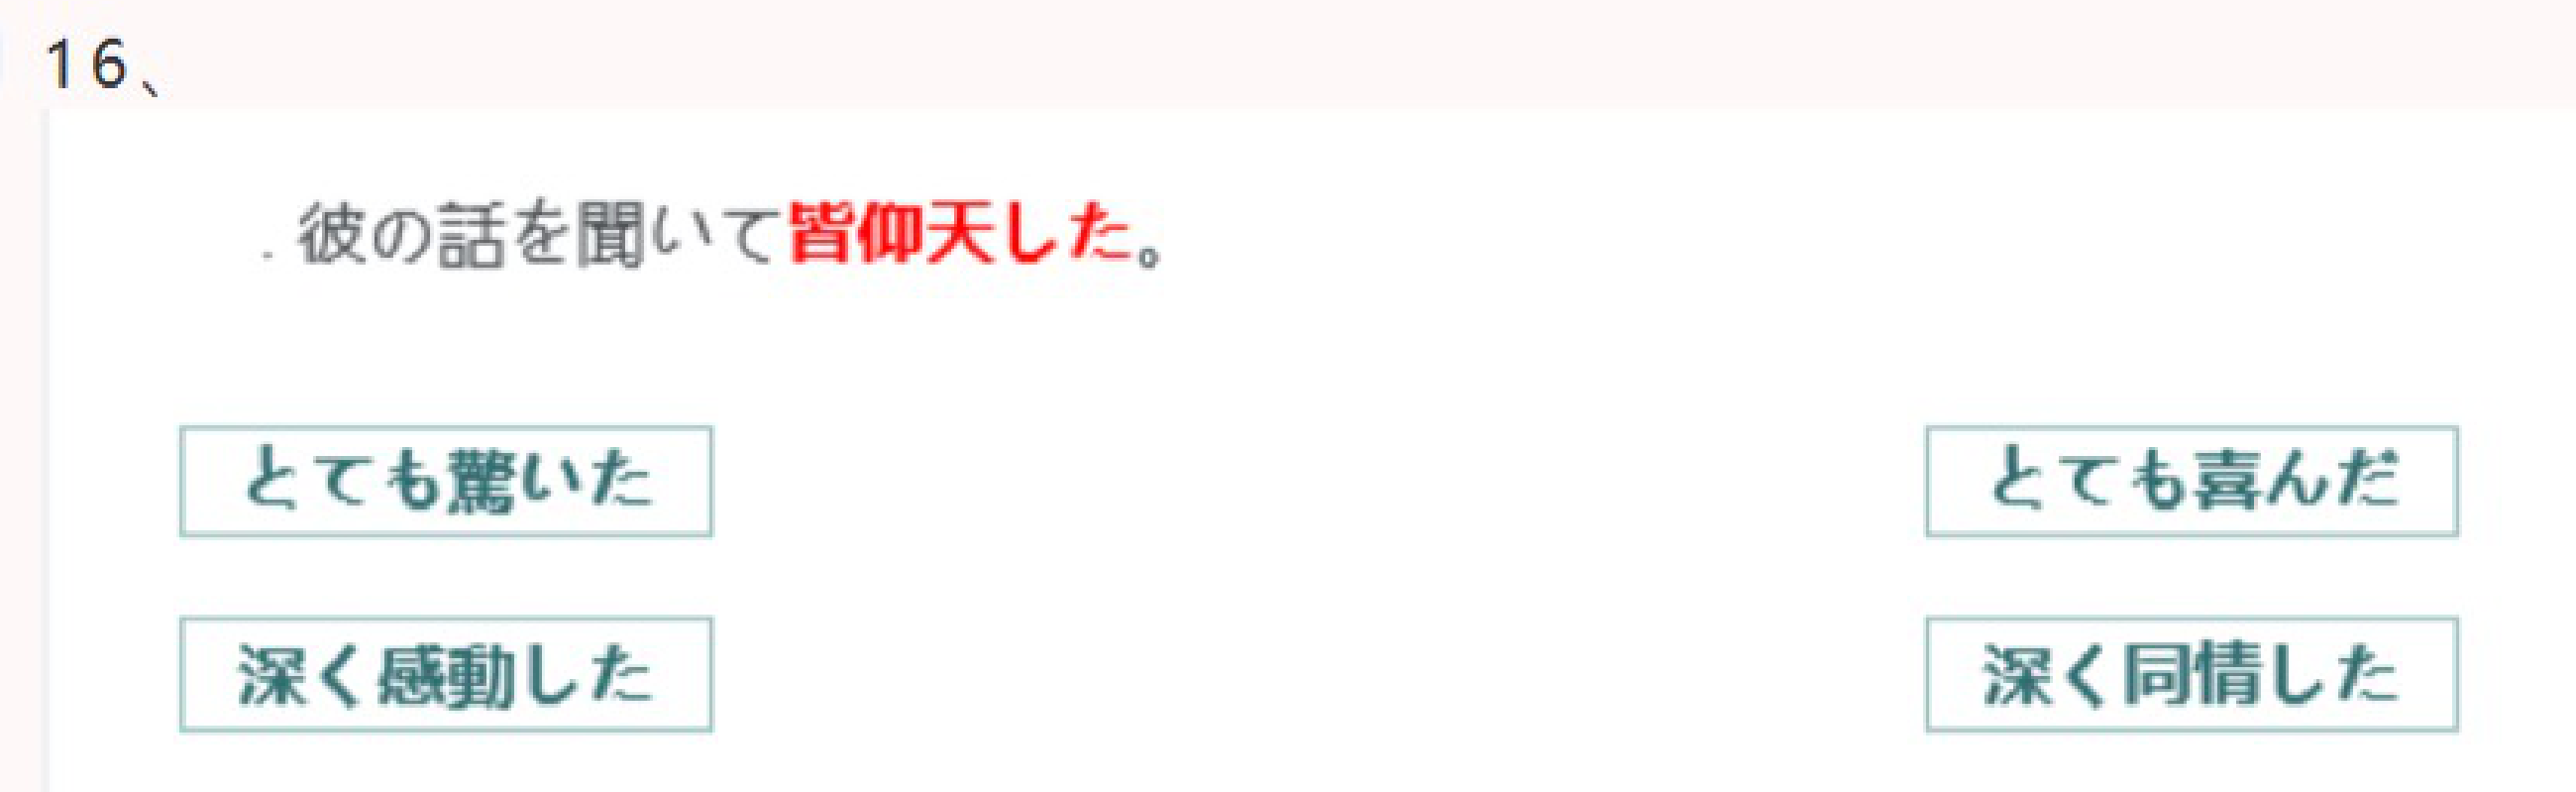 16、
. 彼の話を聞いて皆仰天した。
とても驚いた
とても喜んだ
深く感動した
深く同情した